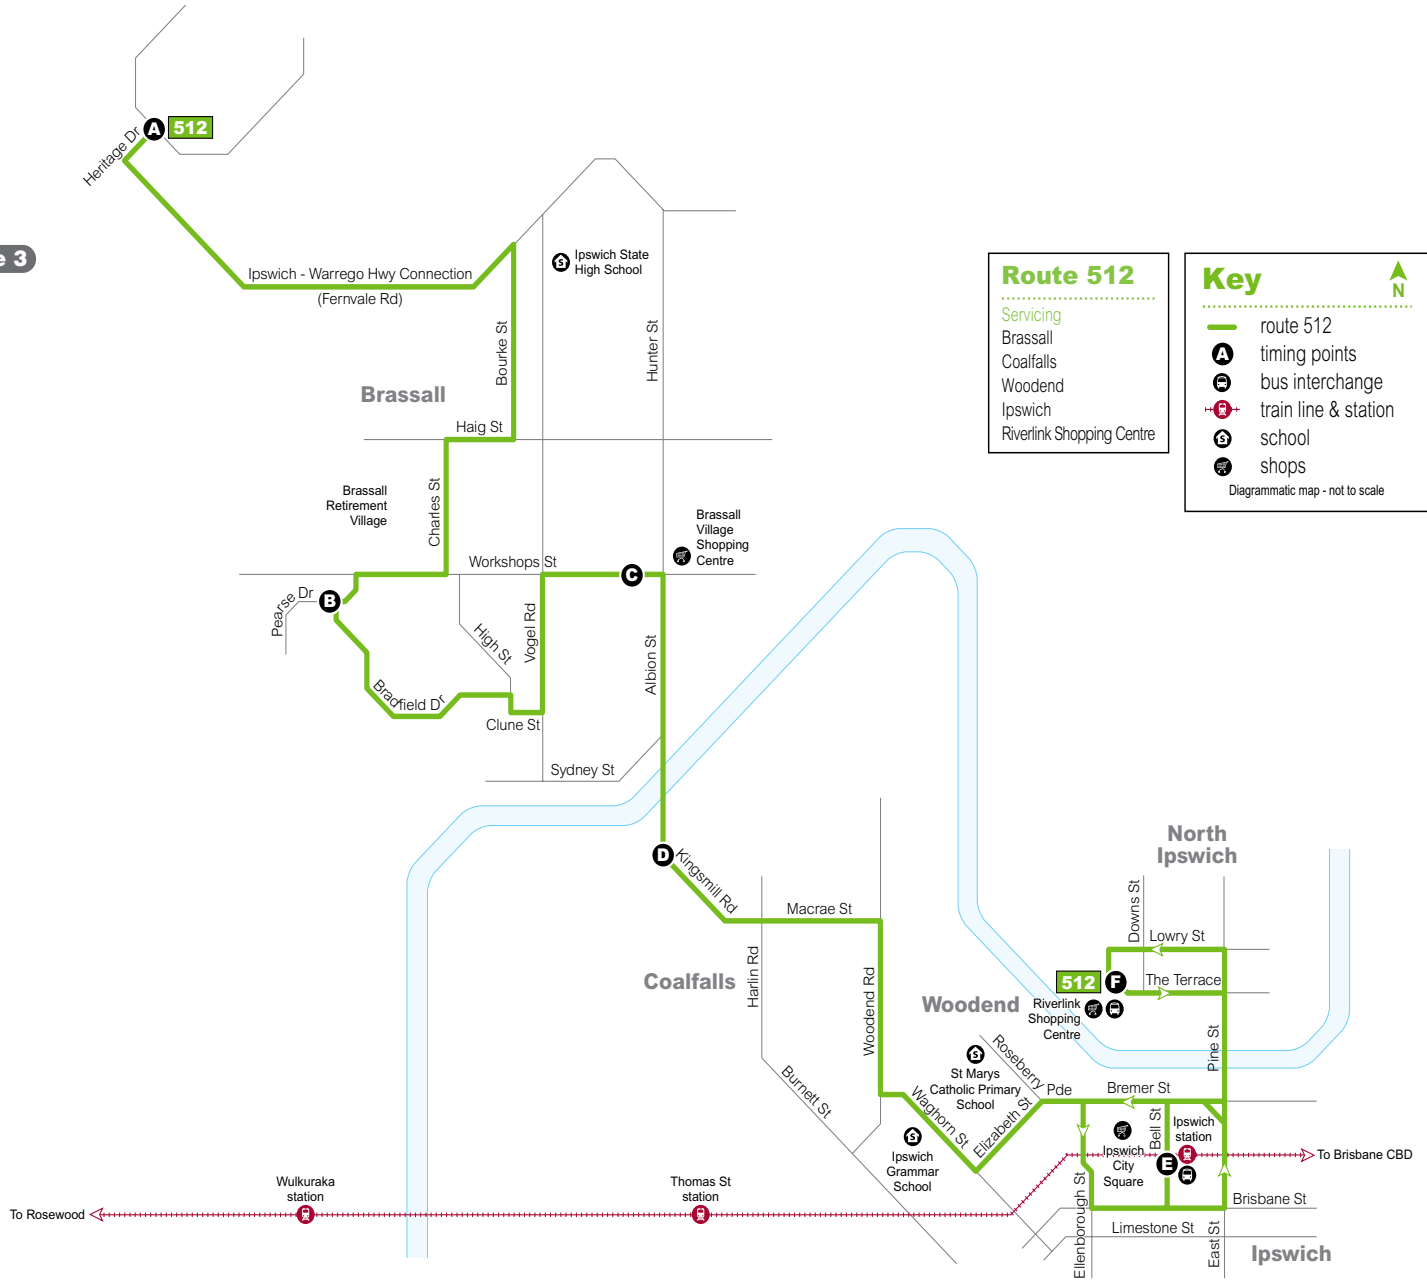 A
512
Heritage Dr
e 3
Ipswich - Warrego Hwy Connection
(Fernvale Rd)
Ipswich State
High School
Bourke St
Hunter St
Brassall
Haig St
Brassall
Retirement
Village
Charles St
Brassall
Village
Shopping
Centre
Workshops St
C
Pearse Dr
B
High St
Vogel Rd
Albion St
Bradfield Dr
Clune St
Sydney St
D
Kingsmill Rd
Macrae St
Harlin Rd
Coalfalls
Woodend Rd
Woodend
Burnett St
Waghorn St
Elizabeth St
Roseberry
Pde
St Marys
Catholic Primary
School
Ipswich
Grammar
School
North
Ipswich
Downs St
Lowry St
512
F
The Terrace
Riverlink
Shopping
Centre
Pine St
Bremer St
Bell St
Ipswich
station
Ipswich
City
Square
E
To Brisbane CBD
Ellenborough St
Brisbane St
Limestone St
East St
Ipswich
Wulkuraka
station
Thomas St
station
To Rosewood
Route 512
Servicing
Brassall
Coalfalls
Woodend
Ipswich
Riverlink Shopping Centre
Key
N
route 512
A
timing points
bus interchange
train line & station
S
school
shops
Diagrammatic map - not to scale